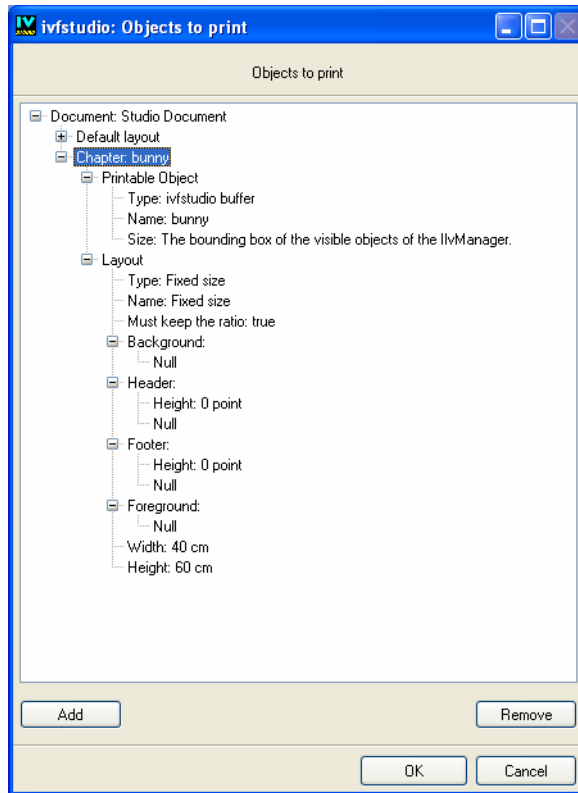 IV
ivfstudio: Objects to print
Objects to print
Document: Studio Document
Default layout
Chapter: bunny
Printable Object
Type: ivfstudio buffer
Name: bunny
Size: The bounding box of the visible objects of the IlvManager.
Layout
Type: Fixed size
Name: Fixed size
Must keep the ratio: true
Background:
Null
Header:
Height: 0 point
Null
Footer:
Height: 0 point
Null
Foreground:
Null
Width: 40 cm
Height: 60 cm
Add Remove
OK Cancel